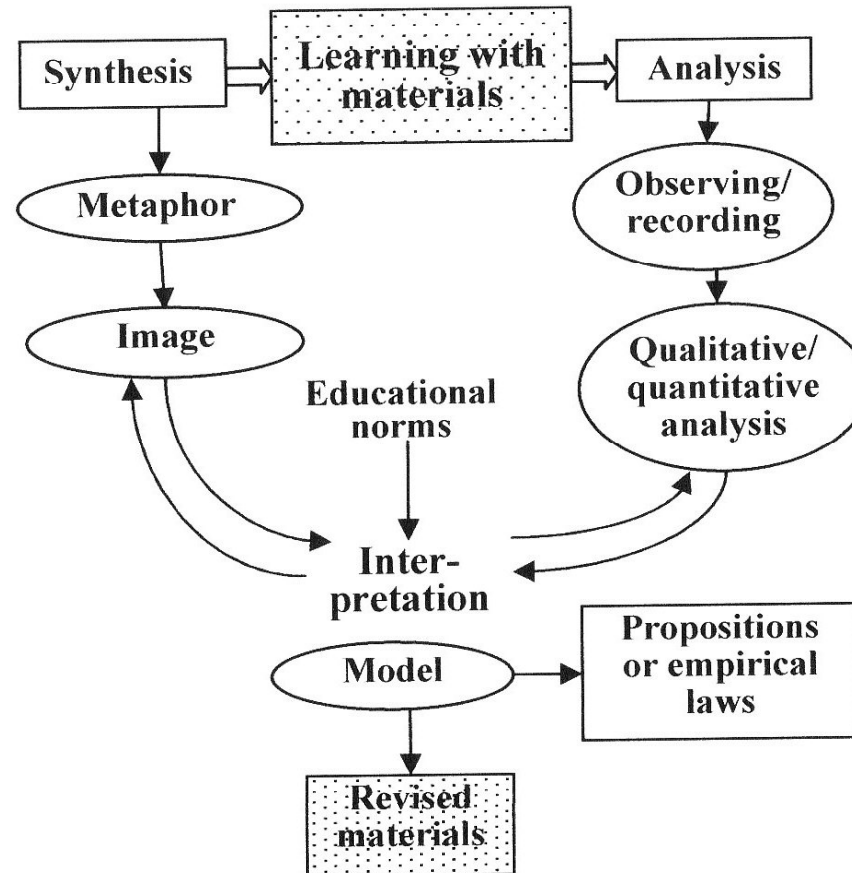 Synthesis
Learning with
materials
Analysis
Metaphor
Observing/
recording
Image
Qualitative/
quantitative
analysis
Educational
norms
Inter-
pretation
Propositions
or empirical
laws
Model
Revised
materials